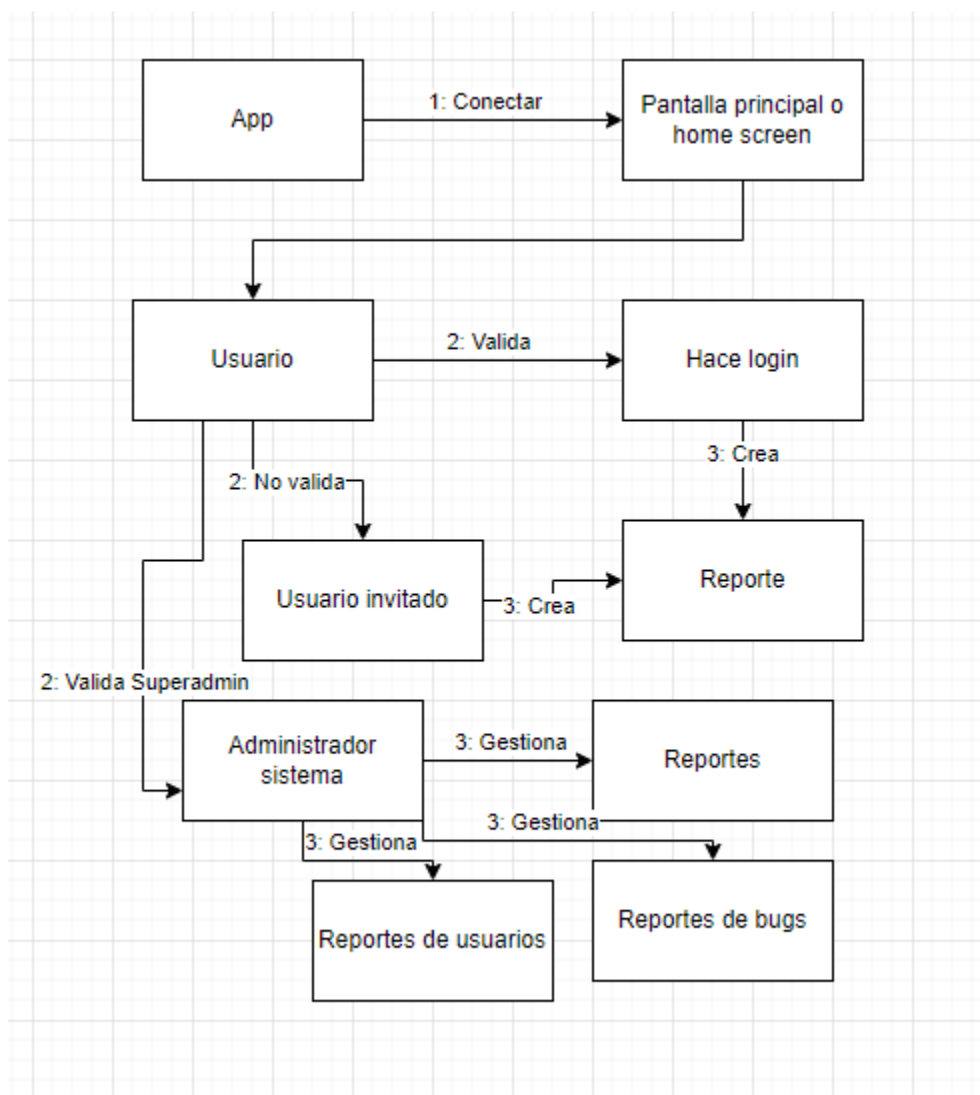 App
1: Conectar
Pantalla principal o
home screen
Usuario
2: Valida
Hace login
3: Crea
2: No valida
Usuario invitado
3: Crea
Reporte
2: Valida Superadmin
Administrador
sistema
3: Gestiona
Reportes
3: Gestiona
3: Gestiona
Reportes de usuarios
Reportes de bugs